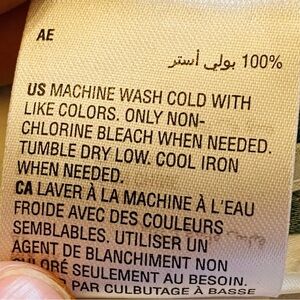 AE
100% بولي أستر
US MACHINE WASH COLD WITH
LIKE COLORS. ONLY NON-
CHLORINE BLEACH WHEN NEEDED.
TUMBLE DRY LOW. COOL IRON
WHEN NEEDED.
CA LAVER À LA MACHINE À L'EAU
FROIDE AVEC DES COULEURS
SEMBLABLES. UTILISER UN
AGENT DE BLANCHIMENT NON
CHLORÉ SEULEMENT AU BESOIN.
PAR CULBUTAGE À BASSE